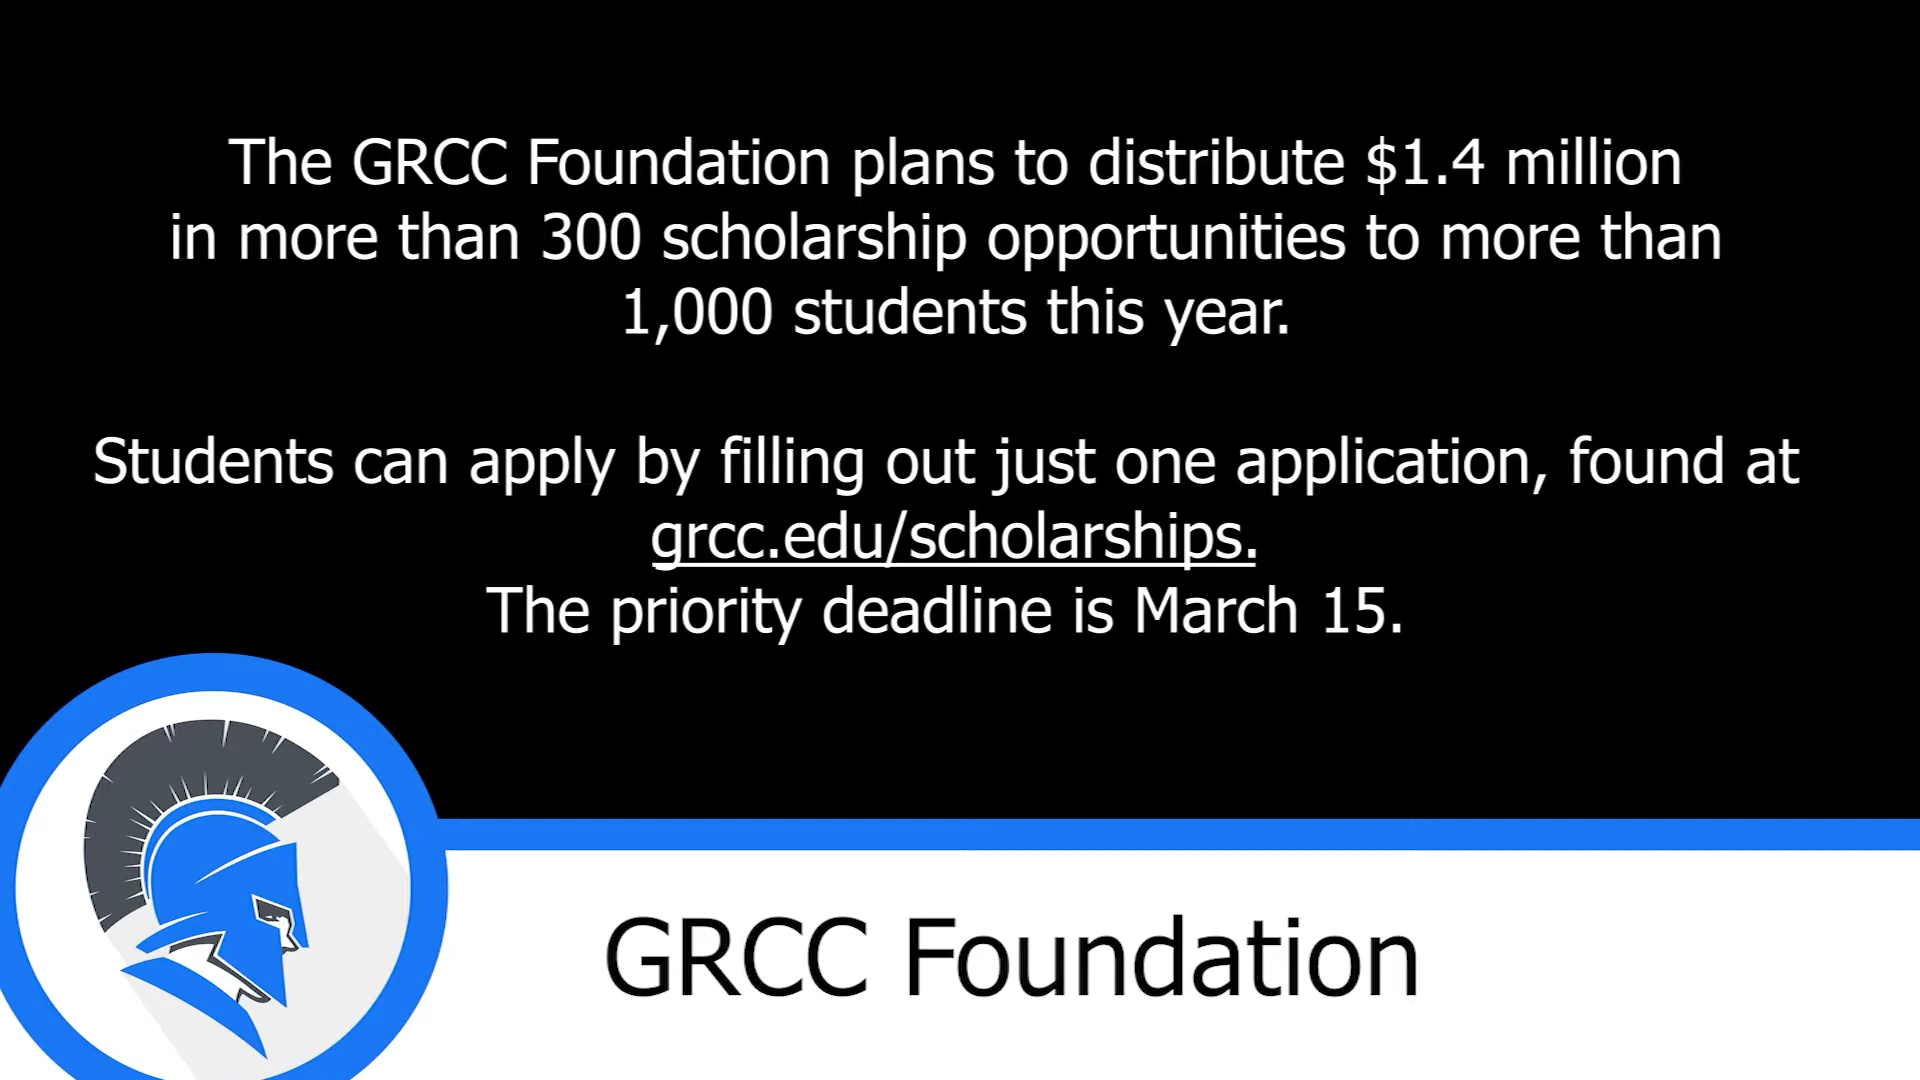 The GRCC Foundation plans to distribute $1.4 million
in more than 300 scholarship opportunities to more than
1,000 students this year.
Students can apply by filling out just one application, found at
grcc.edu/scholarships.
The priority deadline is March 15.
GRCC Foundation